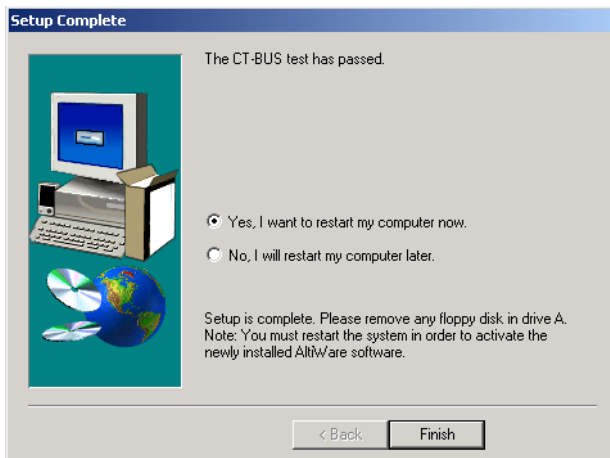 Setup Complete
The CT-BUS test has passed.
Yes, I want to restart my computer now.
No, I will restart my computer later.
Setup is complete. Please remove any floppy disk in drive A.
Note: You must restart the system in order to activate the
newly installed AltiWare software.
< Back
Finish